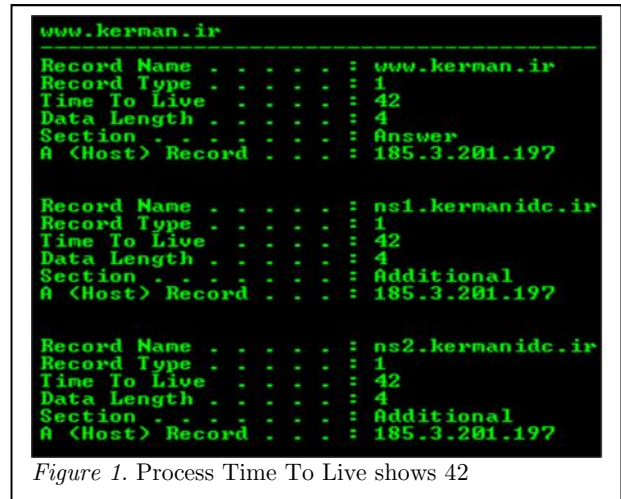 www.kerman.ir
----------------------------------------
Record Name . . . . . : www.kerman.ir
Record Type . . . . . : 1
Time To Live  . . . . : 42
Data Length . . . . . : 4
Section . . . . . . . : Answer
A (Host) Record . . . : 185.3.201.197
Record Name . . . . . : ns1.kermanidc.ir
Record Type . . . . . : 1
Time To Live  . . . . : 42
Data Length . . . . . : 4
Section . . . . . . . : Additional
A (Host) Record . . . : 185.3.201.197
Record Name . . . . . : ns2.kermanidc.ir
Record Type . . . . . : 1
Time To Live  . . . . : 42
Data Length . . . . . : 4
Section . . . . . . . : Additional
A (Host) Record . . . : 185.3.201.197
Figure 1. Process Time To Live shows 42